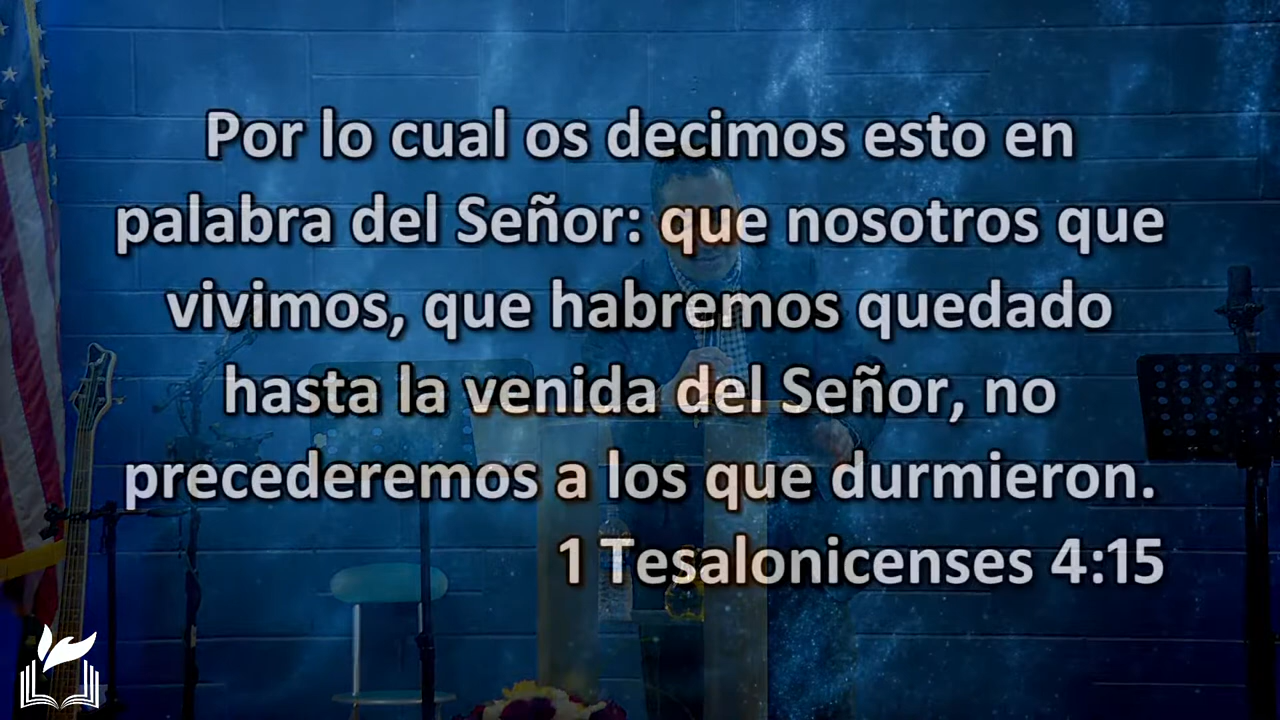 Por lo cual os decimos esto en
palabra del Señor: que nosotros que
vivimos, que habremos quedado
hasta la venida del Señor, no
precederemos a los que durmieron.
1 Tesalonicenses 4:15